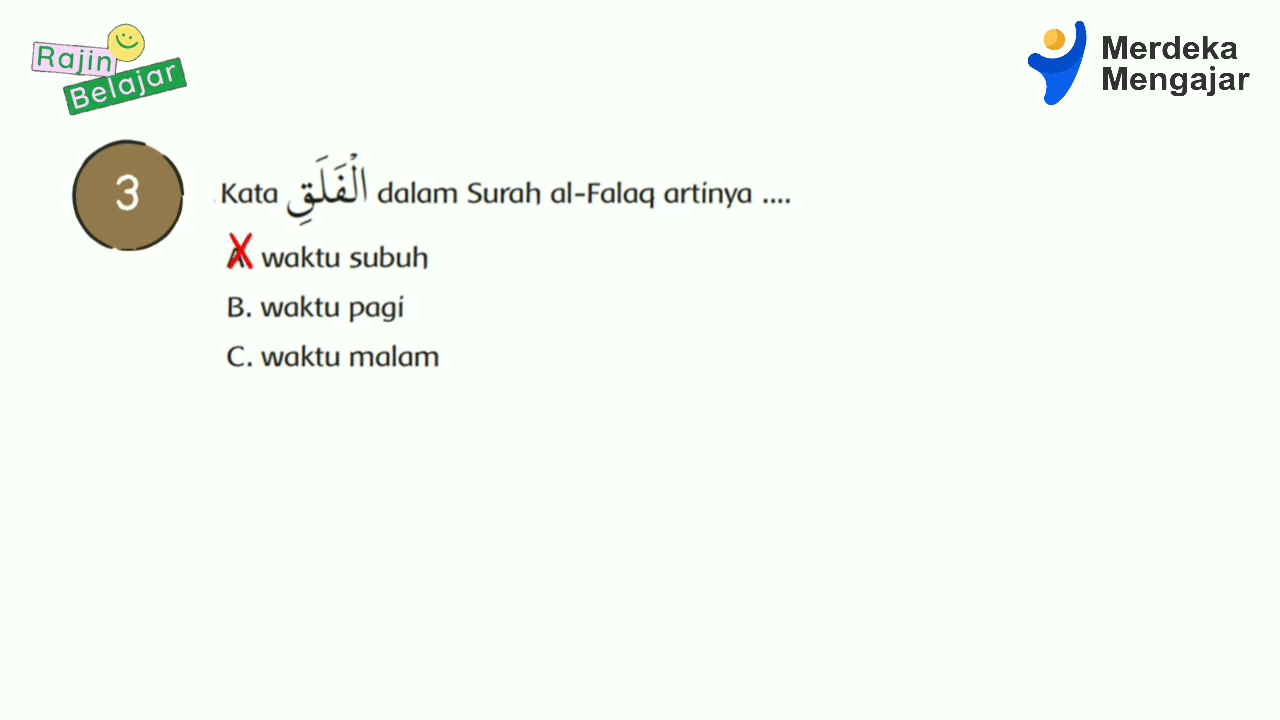 Rajin
Belajar
Merdeka
Mengajar
3
Kata الْفَلَقِ dalam Surah al-Falaq artinya ....
A. waktu subuh
B. waktu pagi
C. waktu malam